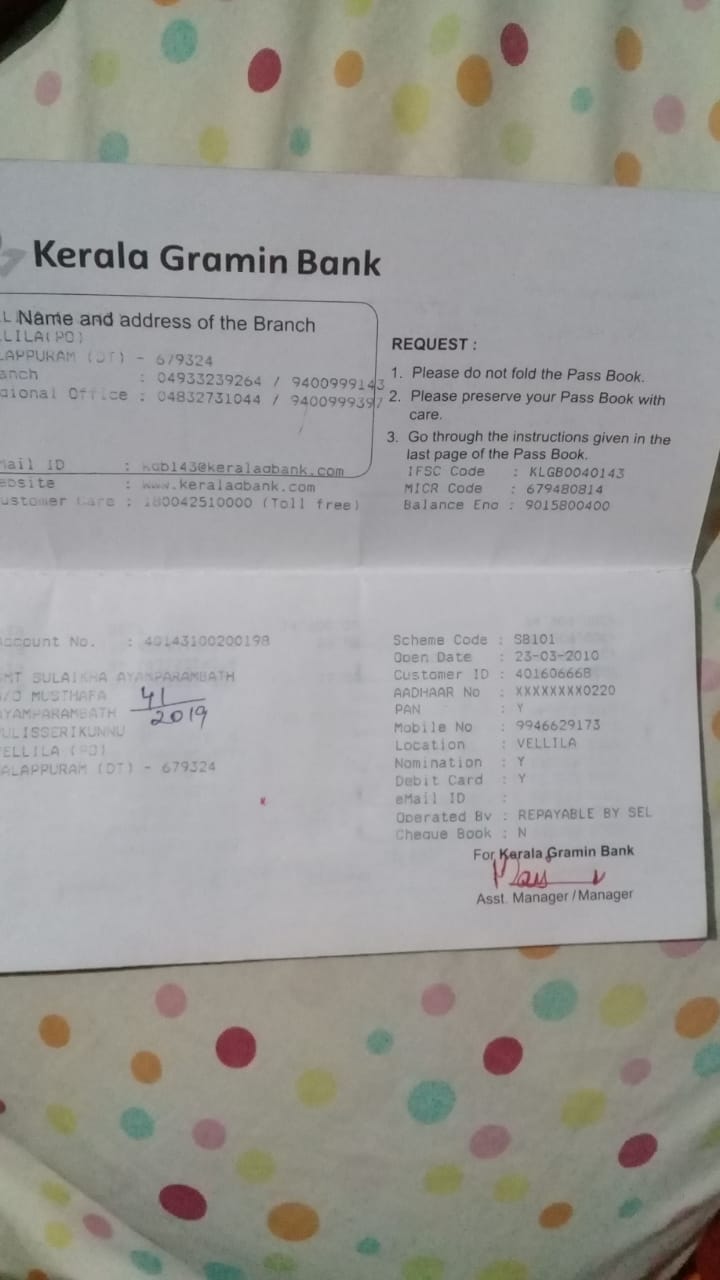 Kerala Gramin Bank
Name and address of the Branch
LLILA(PO)
LAPPURAM (DT) - 679324
anch : 04933239264 / 9400999143
gional Office : 04832731044 / 9400999397
mail ID : kgb143@keralagbank.com
ebsite : www.keralagbank.com
ustomer Care : 180042510000 (Toll free)
REQUEST :
1. Please do not fold the Pass Book.
2. Please preserve your Pass Book with
care.
3. Go through the instructions given in the
last page of the Pass Book.
IFSC Code : KLGB0040143
MICR Code : 679480814
Balance Enq : 9015800400
ccount No. : 40143100200198
SMT SULAIKHA AYAMPARAMBATH
MUSTHAFA
YAMPARAMBATH
ULISSERIKUNNU
VELLILA (PO)
ALAPPURAM (DT) - 679324
41
2019
Scheme Code : SB101
Open Date : 23-03-2010
Customer ID : 401606668
AADHAAR No : XXXXXXXX0220
PAN : Y
Mobile No : 9946629173
Location : VELLILA
Nomination : Y
Debit Card : Y
eMail ID :
Operated By : REPAYABLE BY SEL
Cheque Book : N
For Kerala Gramin Bank
Asst. Manager / Manager